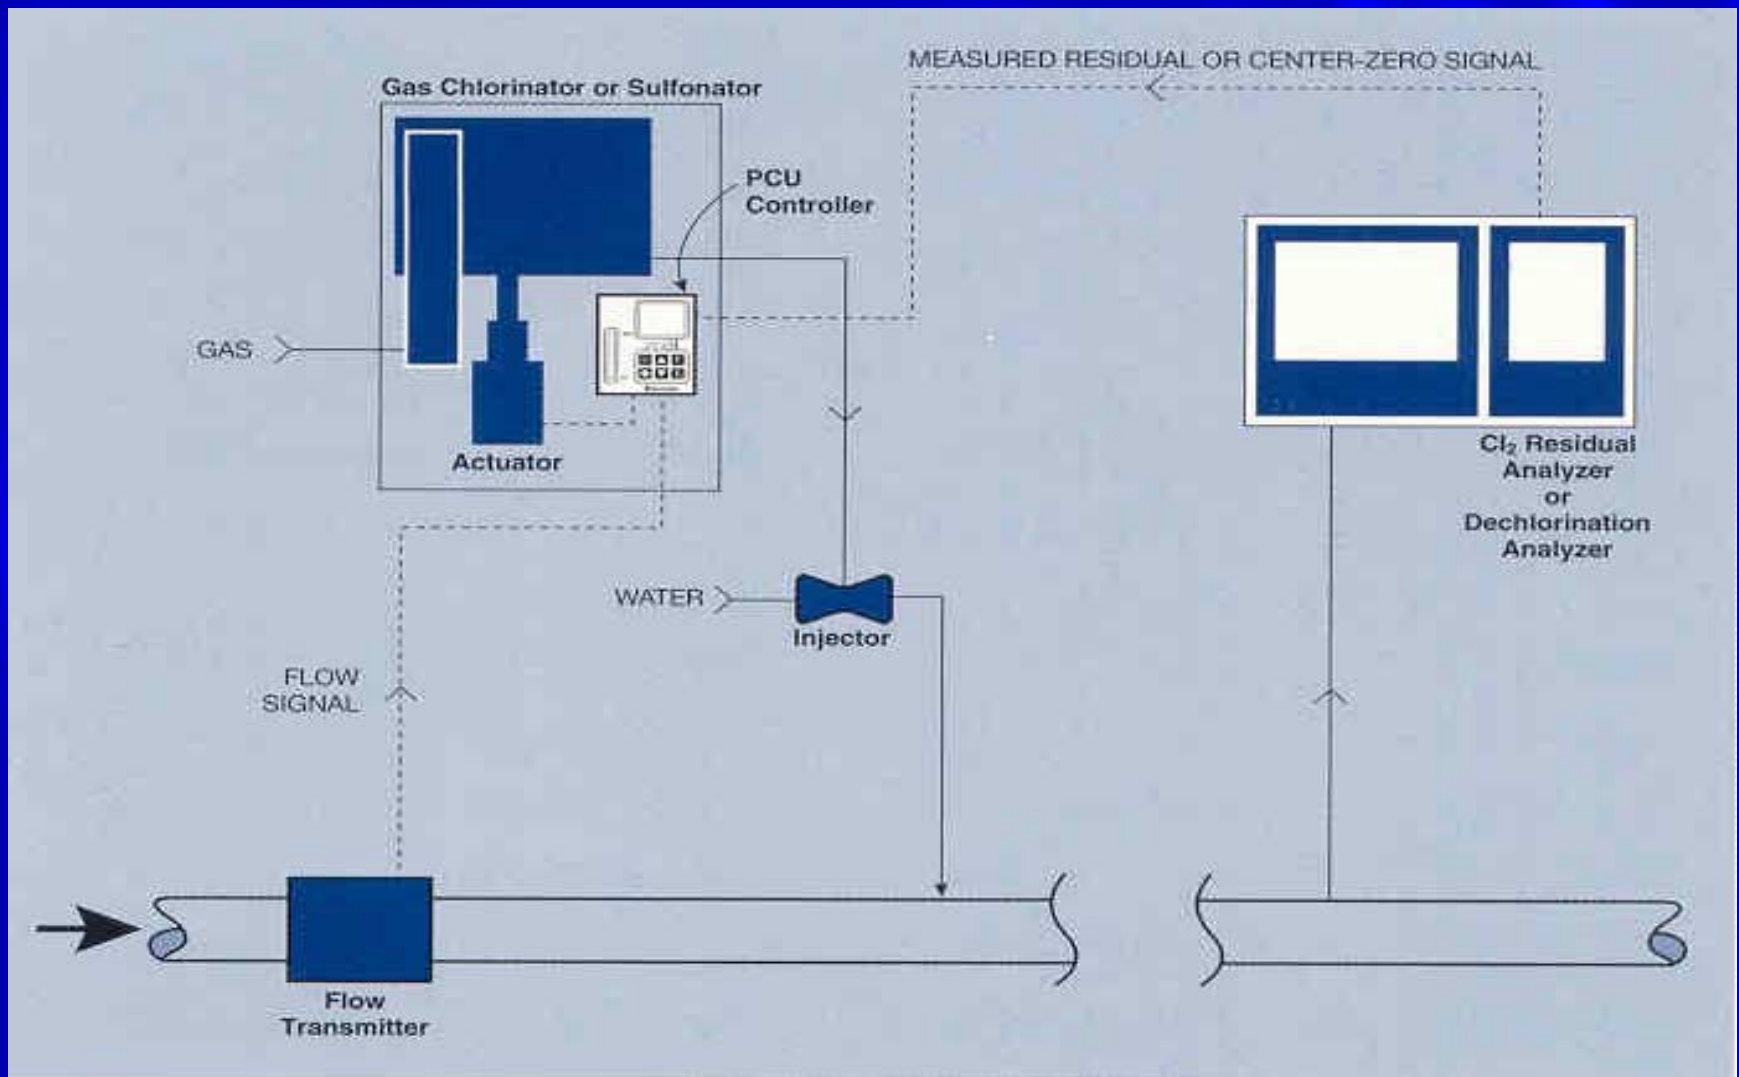 MEASURED RESIDUAL OR CENTER-ZERO SIGNAL
Gas Chlorinator or Sulfonator
PCU
Controller
GAS
Actuator
Cl₂ Residual
Analyzer
or
Dechlorination
Analyzer
WATER
Injector
FLOW
SIGNAL
Flow
Transmitter